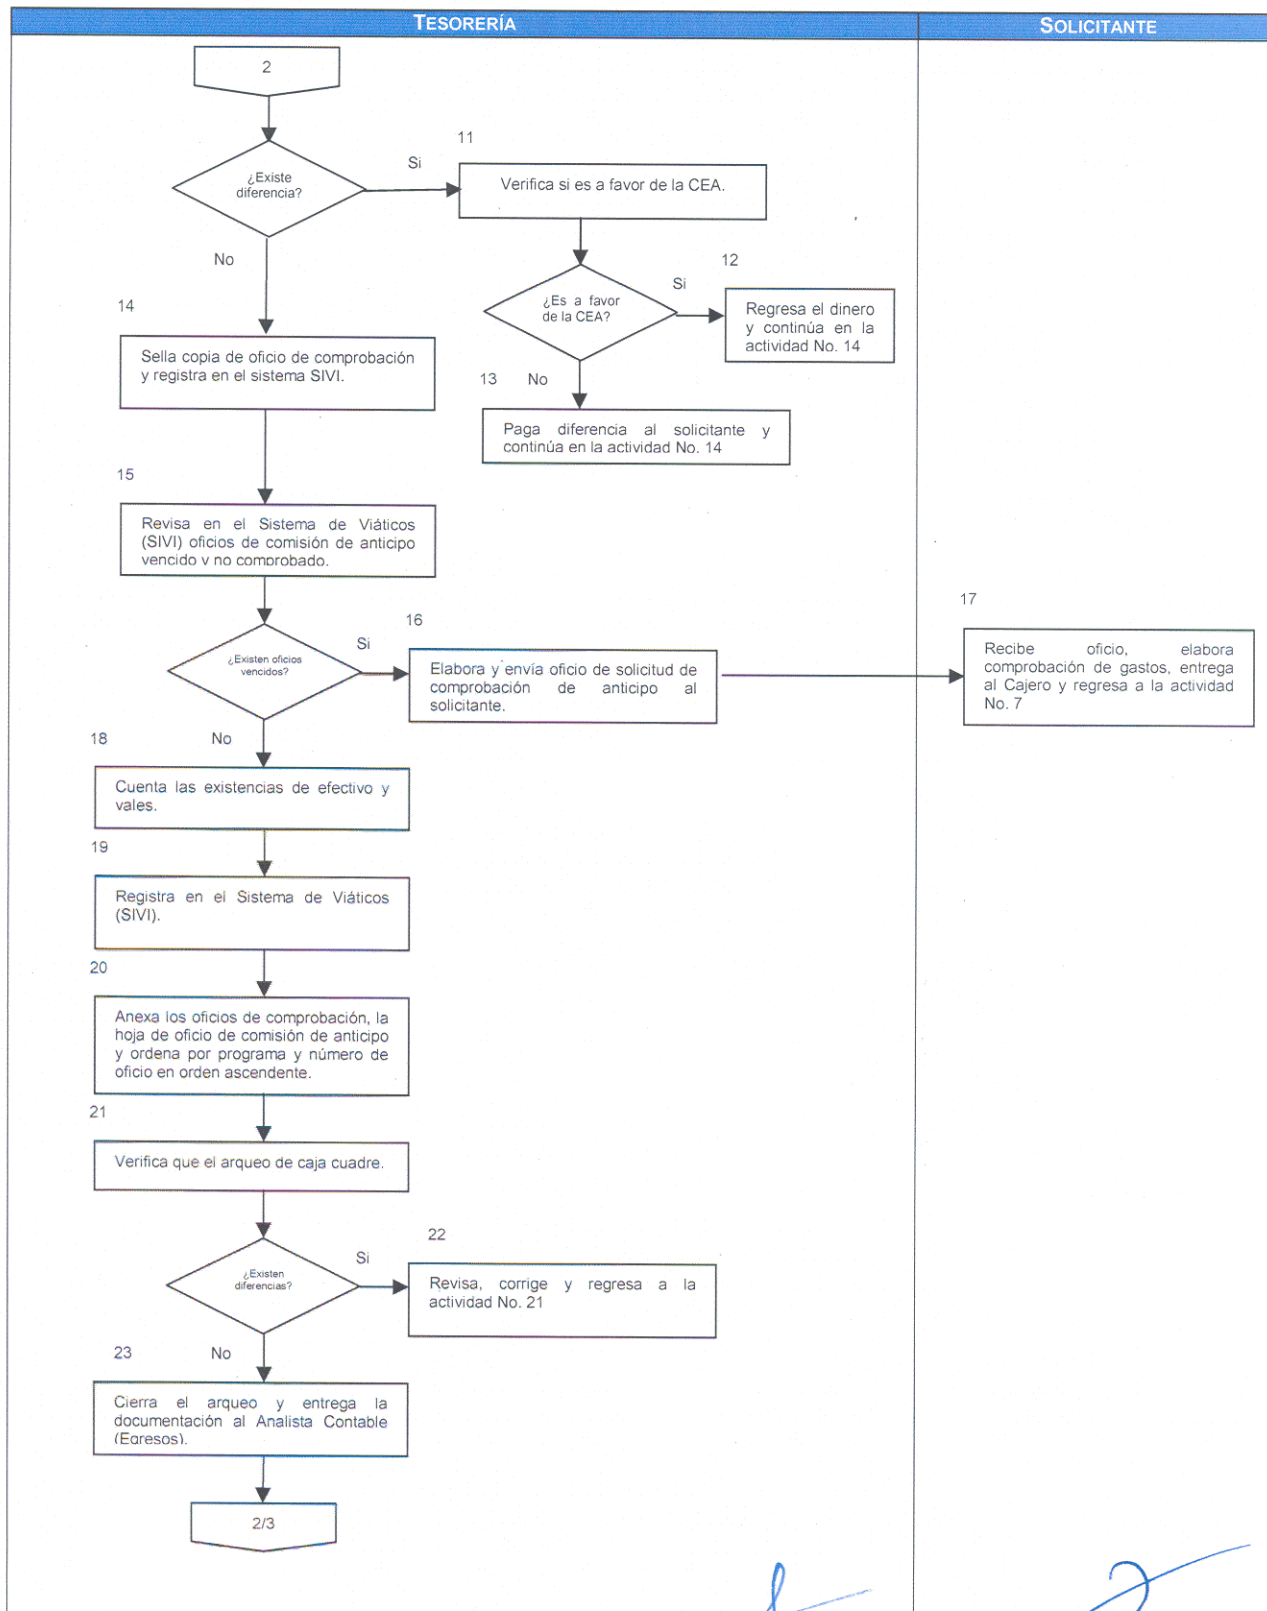 TESORERÍA
SOLICITANTE
2
¿Existe
diferencia?
Si
11
Verifica si es a favor de la CEA.
No
¿Es a favor
de la CEA?
Si
12
Regresa el dinero
y continúa en la
actividad No. 14
14
Sella copia de oficio de comprobación
y registra en el sistema SIVI.
13
No
Paga diferencia al solicitante y
continúa en la actividad No. 14
15
Revisa en el Sistema de Viáticos
(SIVI) oficios de comisión de anticipo
vencido y no comprobado.
¿Existen oficios
vencidos?
Si
16
Elabora y envía oficio de solicitud de
comprobación de anticipo al
solicitante.
17
Recibe oficio, elabora
comprobación de gastos, entrega
al Cajero y regresa a la actividad
No. 7
18
No
Cuenta las existencias de efectivo y
vales.
19
Registra en el Sistema de Viáticos
(SIVI).
20
Anexa los oficios de comprobación, la
hoja de oficio de comisión de anticipo
y ordena por programa y número de
oficio en orden ascendente.
21
Verifica que el arqueo de caja cuadre.
¿Existen
diferencias?
Si
22
Revisa, corrige y regresa a la
actividad No. 21
23
No
Cierra el arqueo y entrega la
documentación al Analista Contable
(Egresos).
2/3